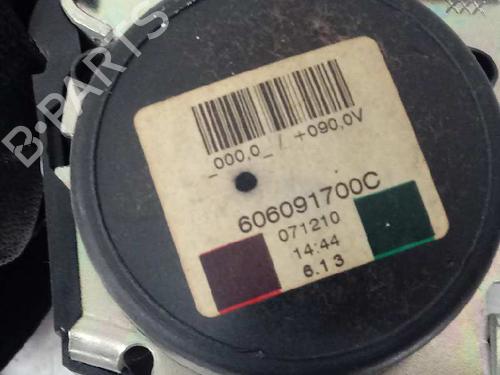 B-PARTS
_000,0_ / +090,0V
606091700C
071210
14:44
6.13